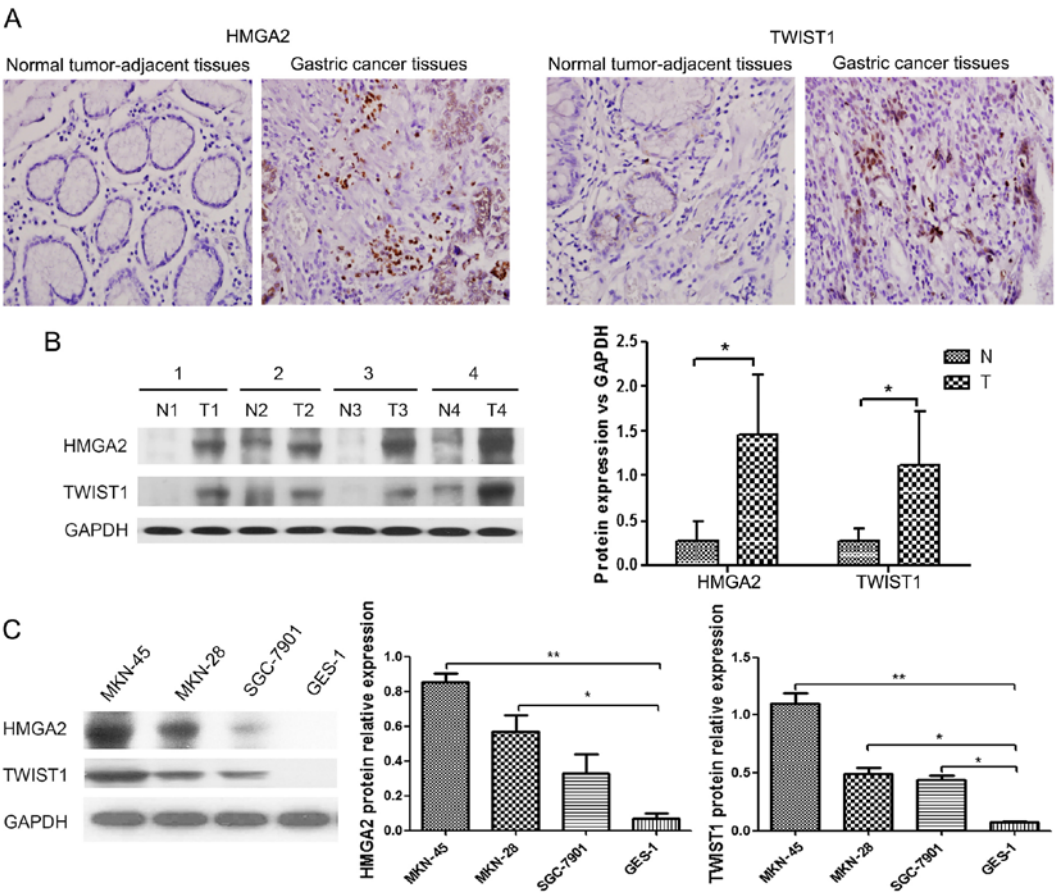 A
HMGA2
TWIST1
Normal tumor-adjacent tissues
Gastric cancer tissues
Normal tumor-adjacent tissues
Gastric cancer tissues
B
1 2 3 4
N1 T1 N2 T2 N3 T3 N4 T4
HMGA2
TWIST1
GAPDH
Protein expression vs GAPDH
2.5
2.0
1.5
1.0
0.5
0.0
*
*
N
T
HMGA2 TWIST1
C
MKN-45 MKN-28 SGC-7901 GES-1
HMGA2
TWIST1
GAPDH
HMGA2 protein relative expression
1.0
0.8
0.6
0.4
0.2
0.0
**
*
MKN-45 MKN-28 SGC-7901 GES-1
TWIST1 protein relative expression
1.5
1.0
0.5
0.0
**
*
*
MKN-45 MKN-28 SGC-7901 GES-1